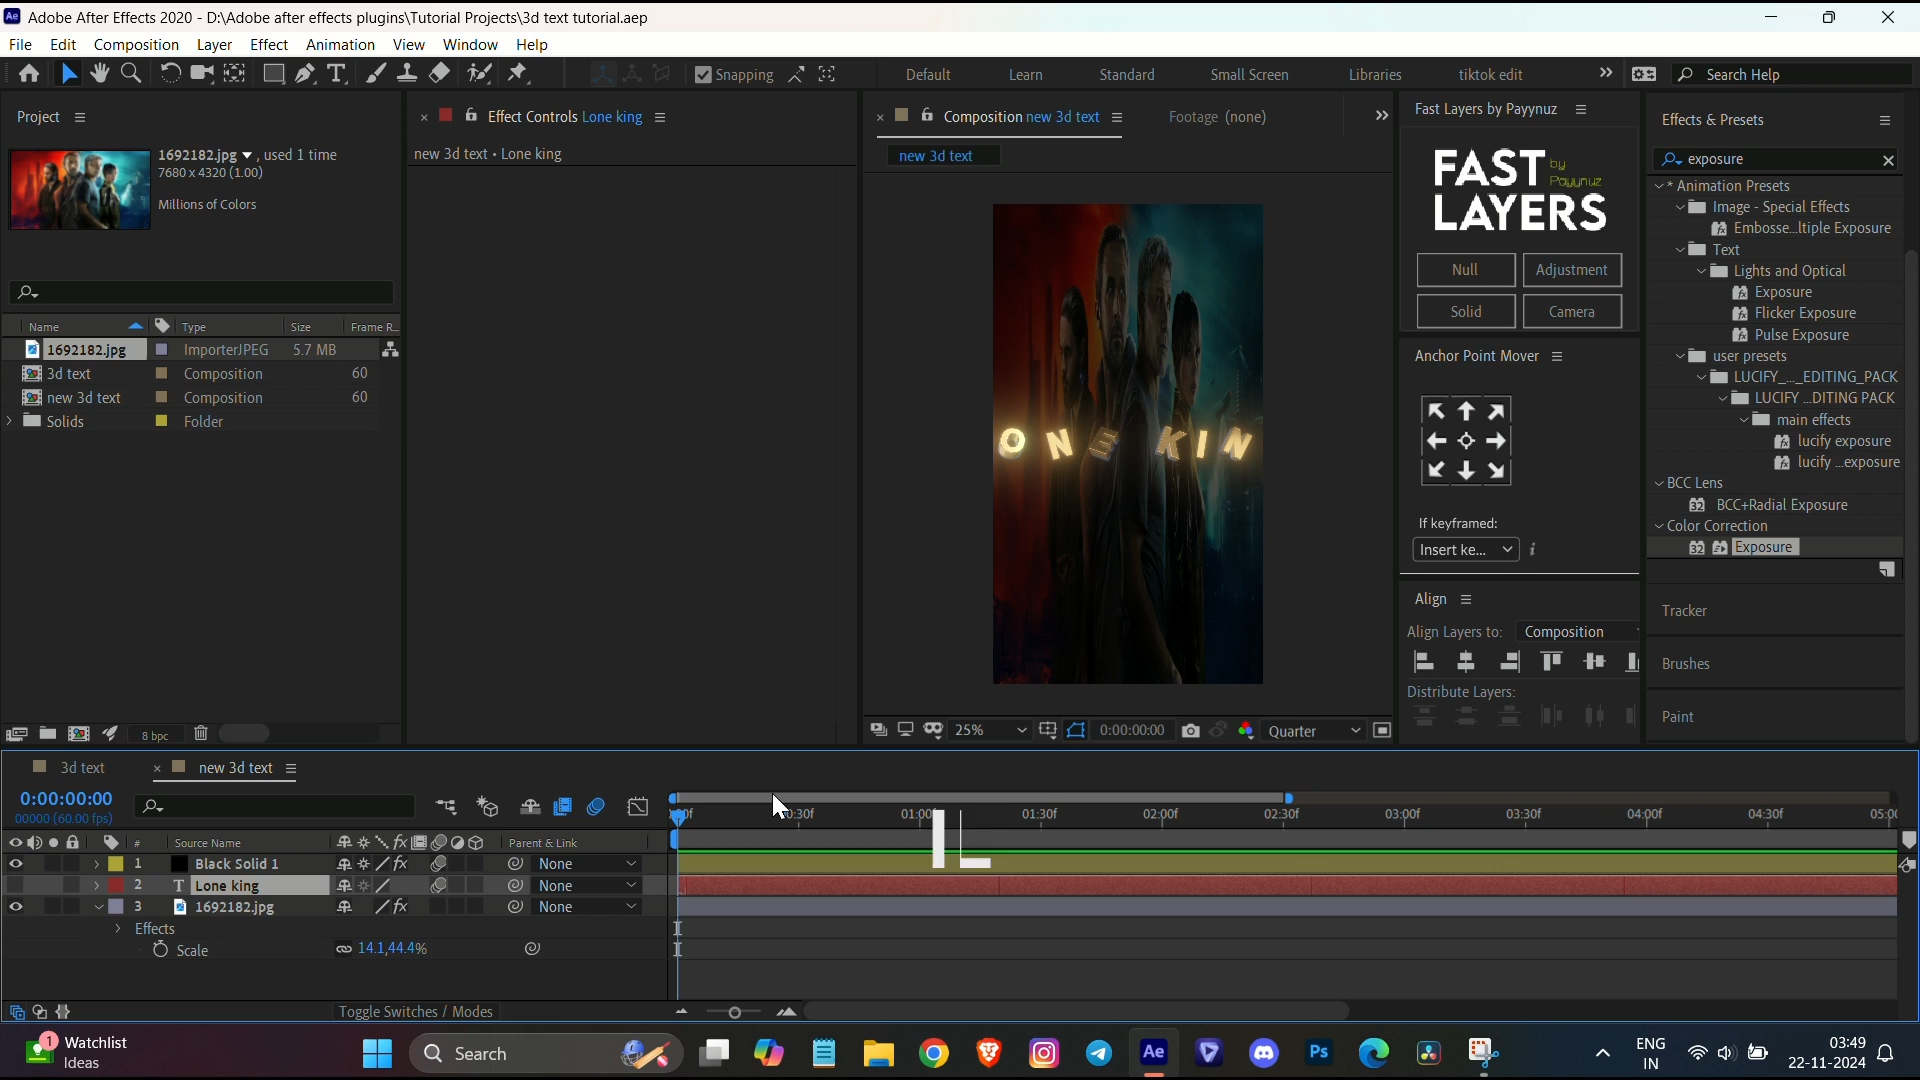 Ae Adobe After Effects 2020 - D:\Adobe after effects plugins\Tutorial Projects\3d text tutorial.aep
File Edit Composition Layer Effect Animation View Window Help
Snapping Default Learn Standard Small Screen Libraries tiktok edit Search Help
Project
1692182.jpg , used 1 time
7680 x 4320 (1.00)
Millions of Colors
Name Type Size Frame R...
1692182.jpg ImporterJPEG 5.7 MB
3d text Composition 60
new 3d text Composition 60
Solids Folder
8 bpc
Effect Controls Lone king
new 3d text • Lone king
Composition new 3d text Footage (none)
new 3d text
ONE KIN
25% 0:00:00:00 Quarter
Fast Layers by Payynuz
FAST by Payynuz
LAYERS
Null Adjustment
Solid Camera
Anchor Point Mover
If keyframed:
Insert ke... i
Align
Align Layers to: Composition
Distribute Layers:
Effects & Presets
exposure
* Animation Presets
Image - Special Effects
Embosse...ltiple Exposure
Text
Lights and Optical
Exposure
Flicker Exposure
Pulse Exposure
user presets
LUCIFY_..._EDITING_PACK
LUCIFY ...DITING PACK
main effects
lucify exposure
lucify ...exposure
BCC Lens
32 BCC+Radial Exposure
Color Correction
32 Exposure
Tracker
Brushes
Paint
3d text new 3d text
0:00:00:00
00000 (60.00 fps)
00f 00:30f 01:00f 01:30f 02:00f 02:30f 03:00f 03:30f 04:00f 04:30f 05:00
# Source Name fx Parent & Link
1 Black Solid 1 fx None
2 T Lone king None
3 1692182.jpg fx None
Effects
Scale 14.1,44.4%
Toggle Switches / Modes
1 Watchlist
Ideas
Search
Ae Ps
ENG
IN
03:49
22-11-2024